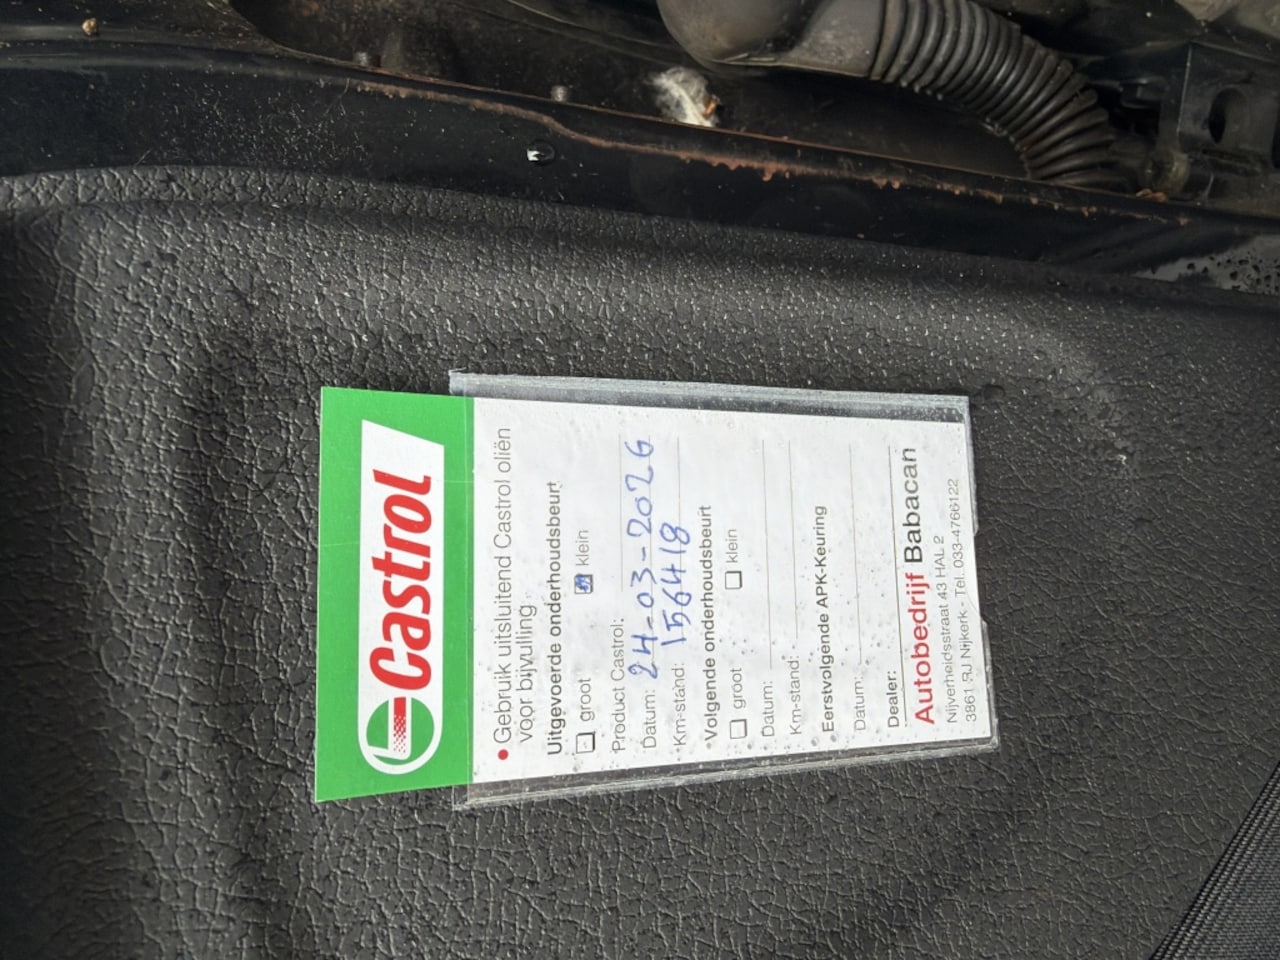 Castrol
• Gebruik uitsluitend Castrol oliën
voor bijvulling
Uitgevoerde onderhoudsbeurt
groot klein
Product Castrol:
Datum: 24-03-2026
Km-stand: 156418
Volgende onderhoudsbeurt
groot klein
Datum:
Km-stand:
Eerstvolgende APK-Keuring
Datum:
Dealer:
Autobedrijf Babacan
Nijverheidsstraat 43 HAL 2
3861 RJ Nijkerk - Tel. 033-4766122